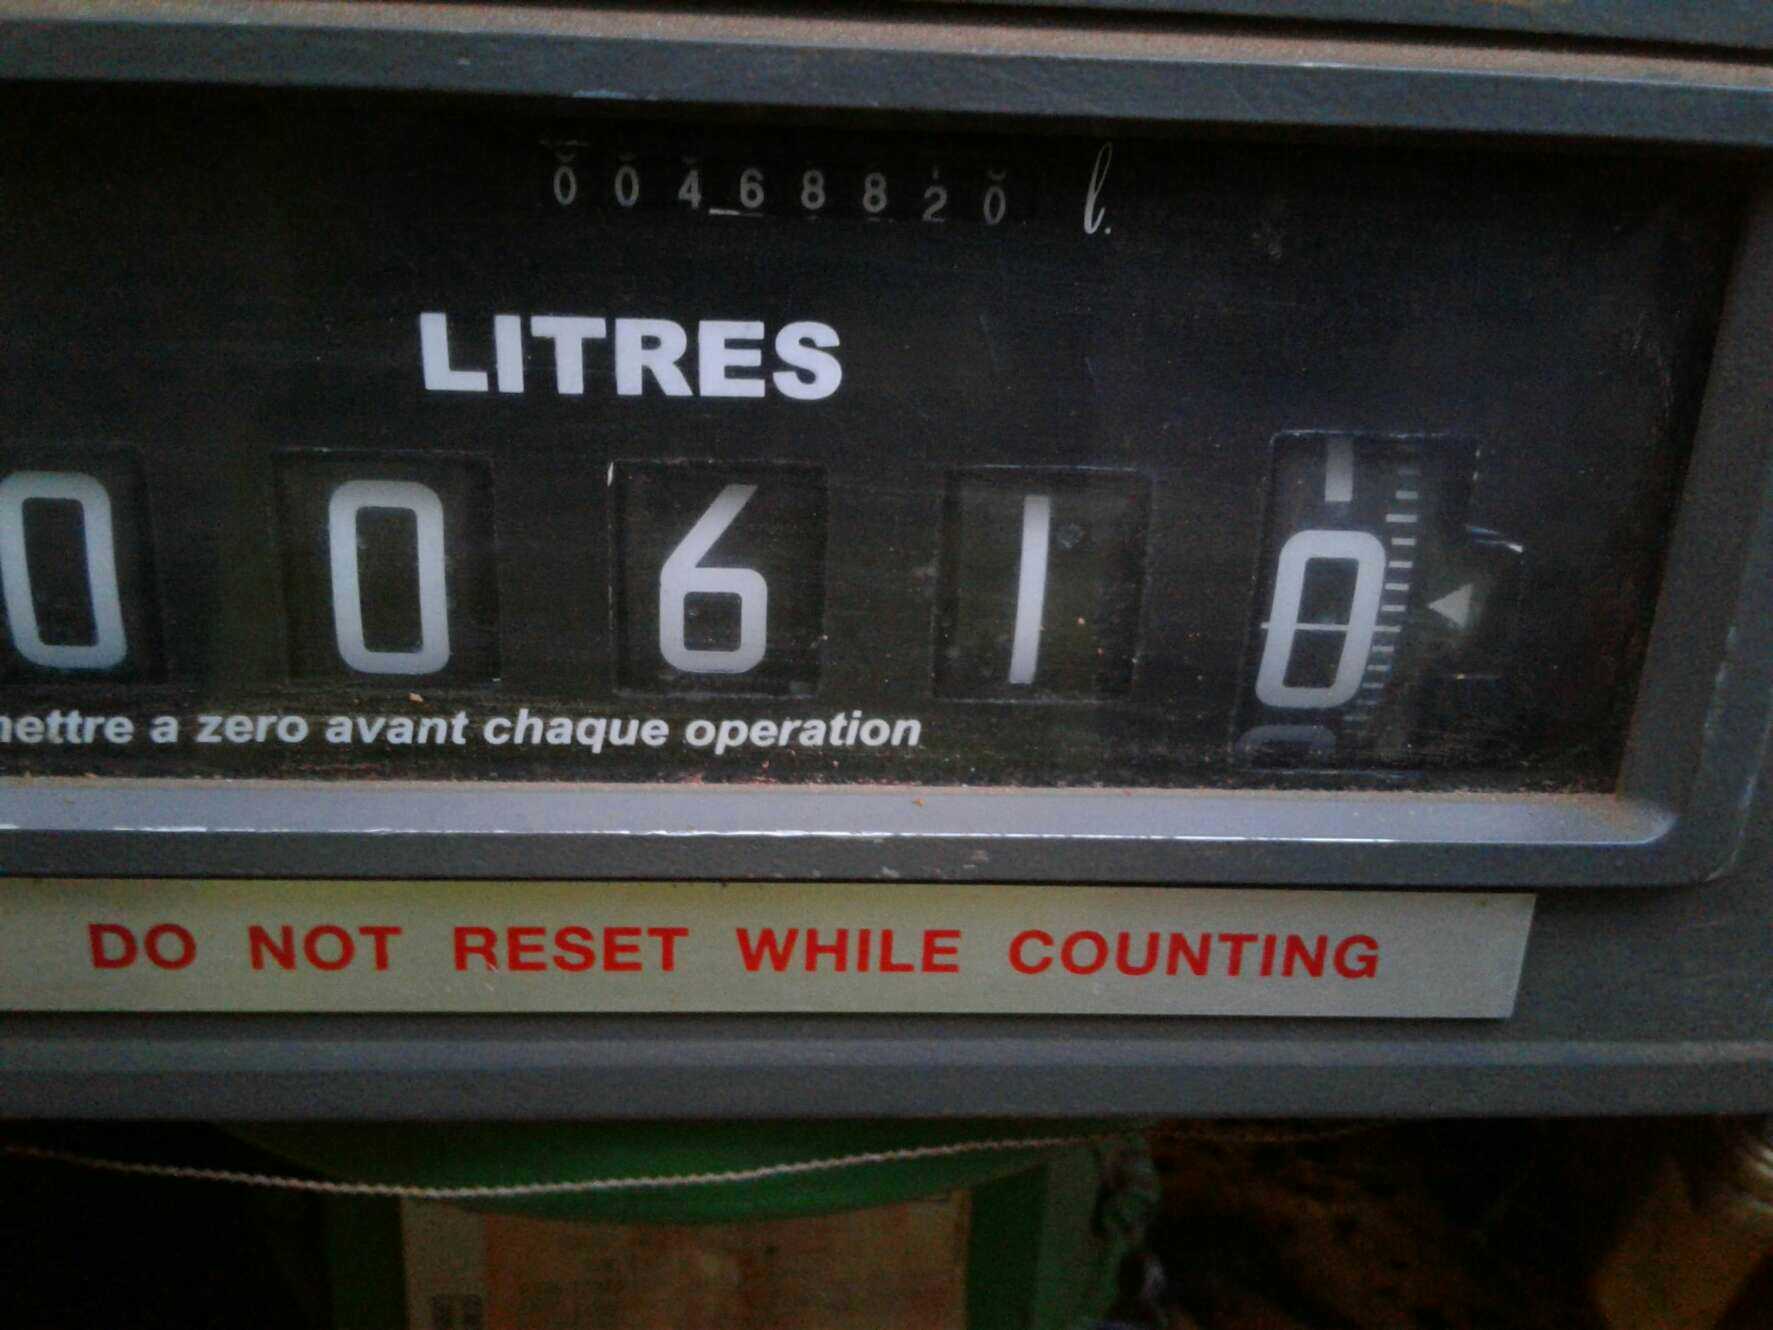 00468820 l.
LITRES
00610
mettre a zero avant chaque operation
DO NOT RESET WHILE COUNTING